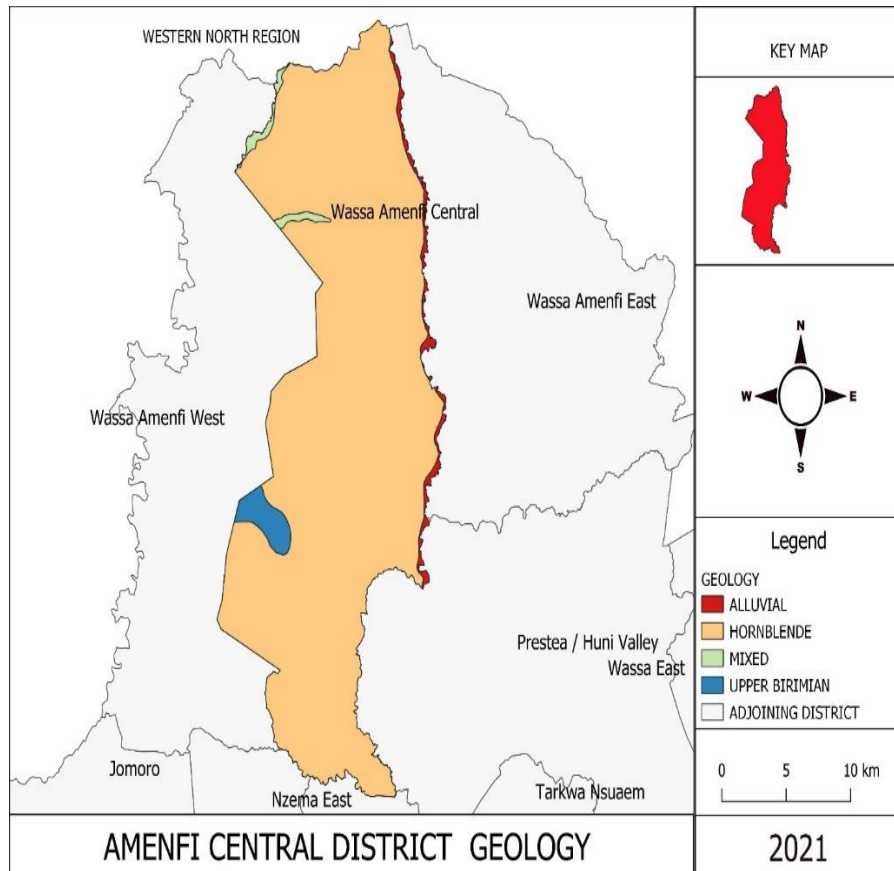 WESTERN NORTH REGION
Wassa Amenfi Central
Wassa Amenfi East
Wassa Amenfi West
Prestea / Huni Valley
Wassa East
Jomoro
Nzema East
Tarkwa Nsuaem
KEY MAP
N
W
E
S
Legend
GEOLOGY
ALLUVIAL
HORNBLENDE
MIXED
UPPER BIRIMIAN
ADJOINING DISTRICT
0 5 10 km
AMENFI CENTRAL DISTRICT GEOLOGY
2021